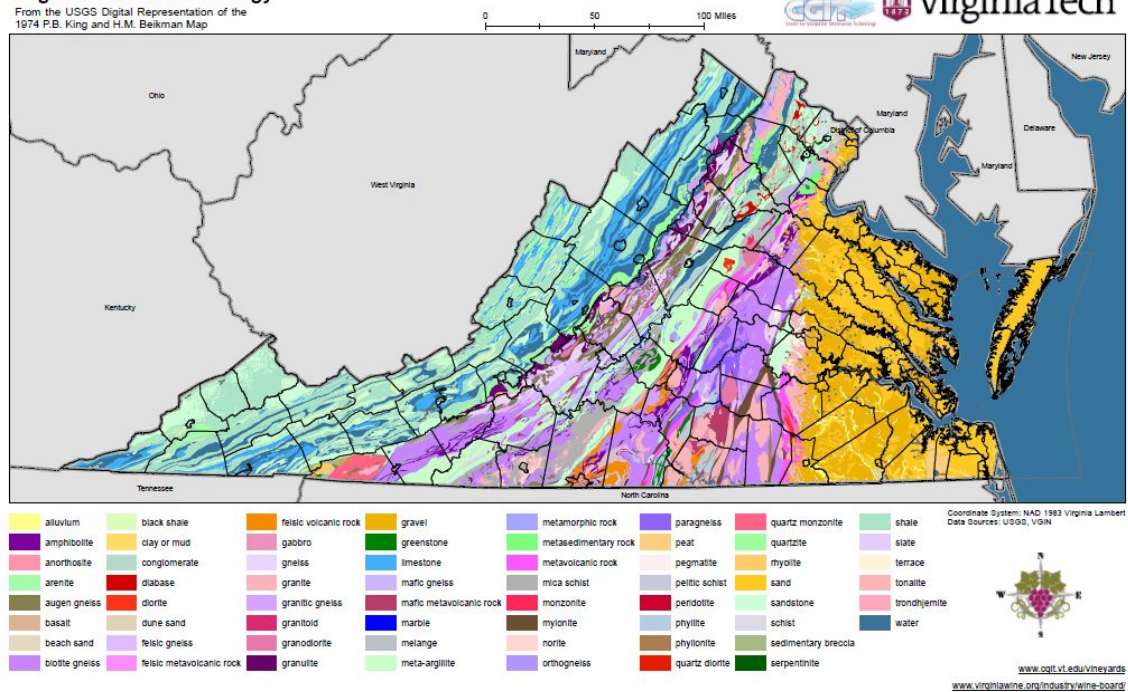 From the USGS Digital Representation of the
1974 P.B. King and H.M. Beikman Map
0 50 100 Miles
CGIT
1872
VirginiaTech
Maryland
New Jersey
Ohio
Maryland
District of Columbia
Delaware
Maryland
West Virginia
Kentucky
Tennessee
North Carolina
alluvium
amphibolite
anorthosite
arenite
augen gneiss
basalt
beach sand
biotite gneiss
black shale
clay or mud
conglomerate
diabase
diorite
dune sand
felsic gneiss
felsic metavolcanic rock
felsic volcanic rock
gabbro
gneiss
granite
granitic gneiss
granitoid
granodiorite
granulite
gravel
greenstone
limestone
mafic gneiss
mafic metavolcanic rock
marble
melange
meta-argillite
metamorphic rock
metasedimentary rock
metavolcanic rock
mica schist
monzonite
mylonite
norite
orthogneiss
paragneiss
peat
pegmatite
pelitic schist
peridotite
phyllite
phyllonite
quartz diorite
quartz monzonite
quartzite
rhyolite
sand
sandstone
schist
sedimentary breccia
serpentinite
shale
slate
terrace
tonalite
trondhjemite
water
Coordinate System: NAD 1983 Virginia Lambert
Data Sources: USGS, VGIN
N
W E
S
www.cgit.vt.edu/vineyards
www.virginiawine.org/industry/wine-board/